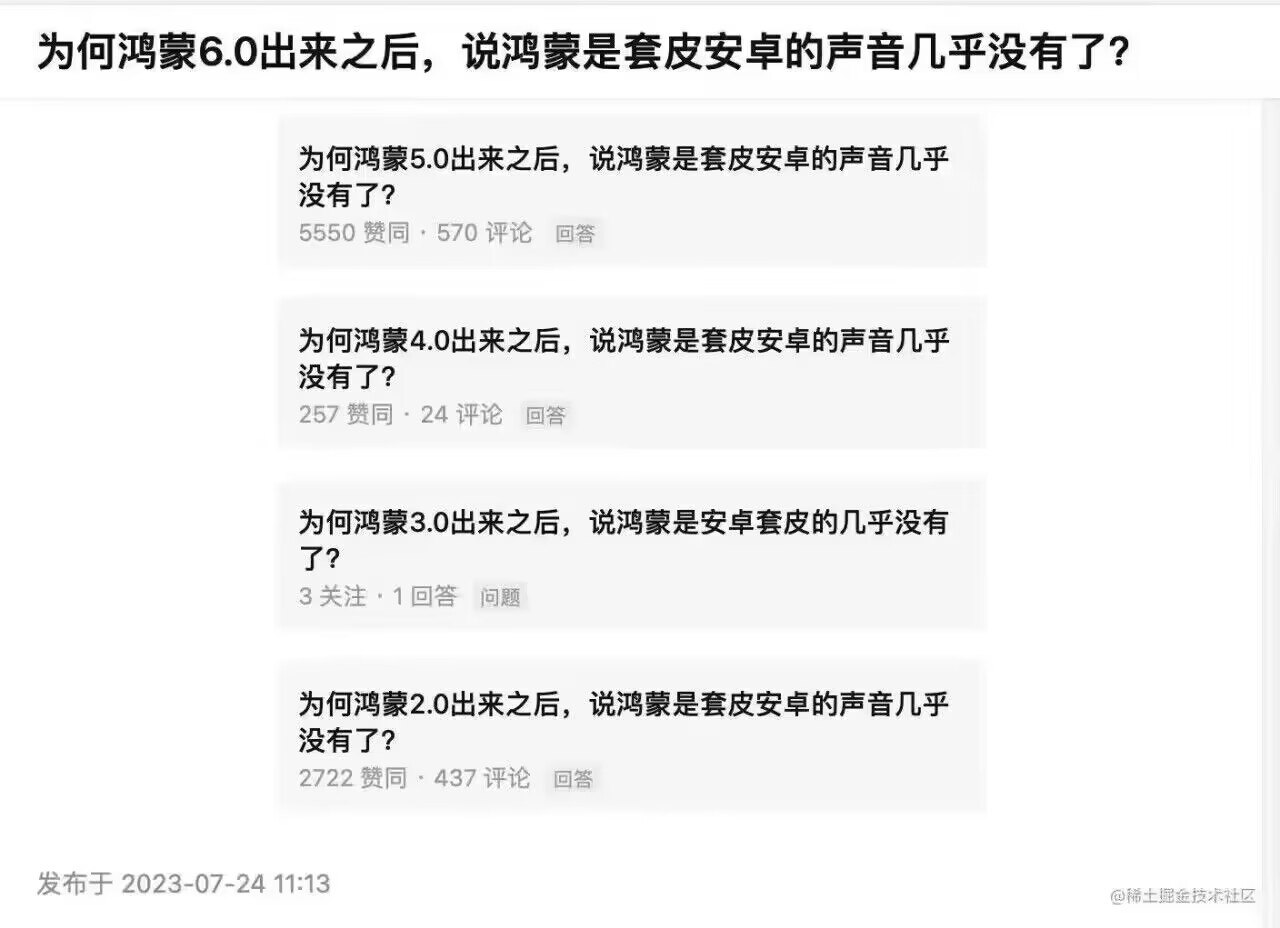 为何鸿蒙6.0出来之后，说鸿蒙是套皮安卓的声音几乎没有了？
为何鸿蒙5.0出来之后，说鸿蒙是套皮安卓的声音几乎
没有了？
5550 赞同 · 570 评论 回答
为何鸿蒙4.0出来之后，说鸿蒙是套皮安卓的声音几乎
没有了？
257 赞同 · 24 评论 回答
为何鸿蒙3.0出来之后，说鸿蒙是安卓套皮的几乎没有
了？
3 关注 · 1 回答 问题
为何鸿蒙2.0出来之后，说鸿蒙是套皮安卓的声音几乎
没有了？
2722 赞同 · 437 评论 回答
发布于 2023-07-24 11:13
@稀土掘金技术社区